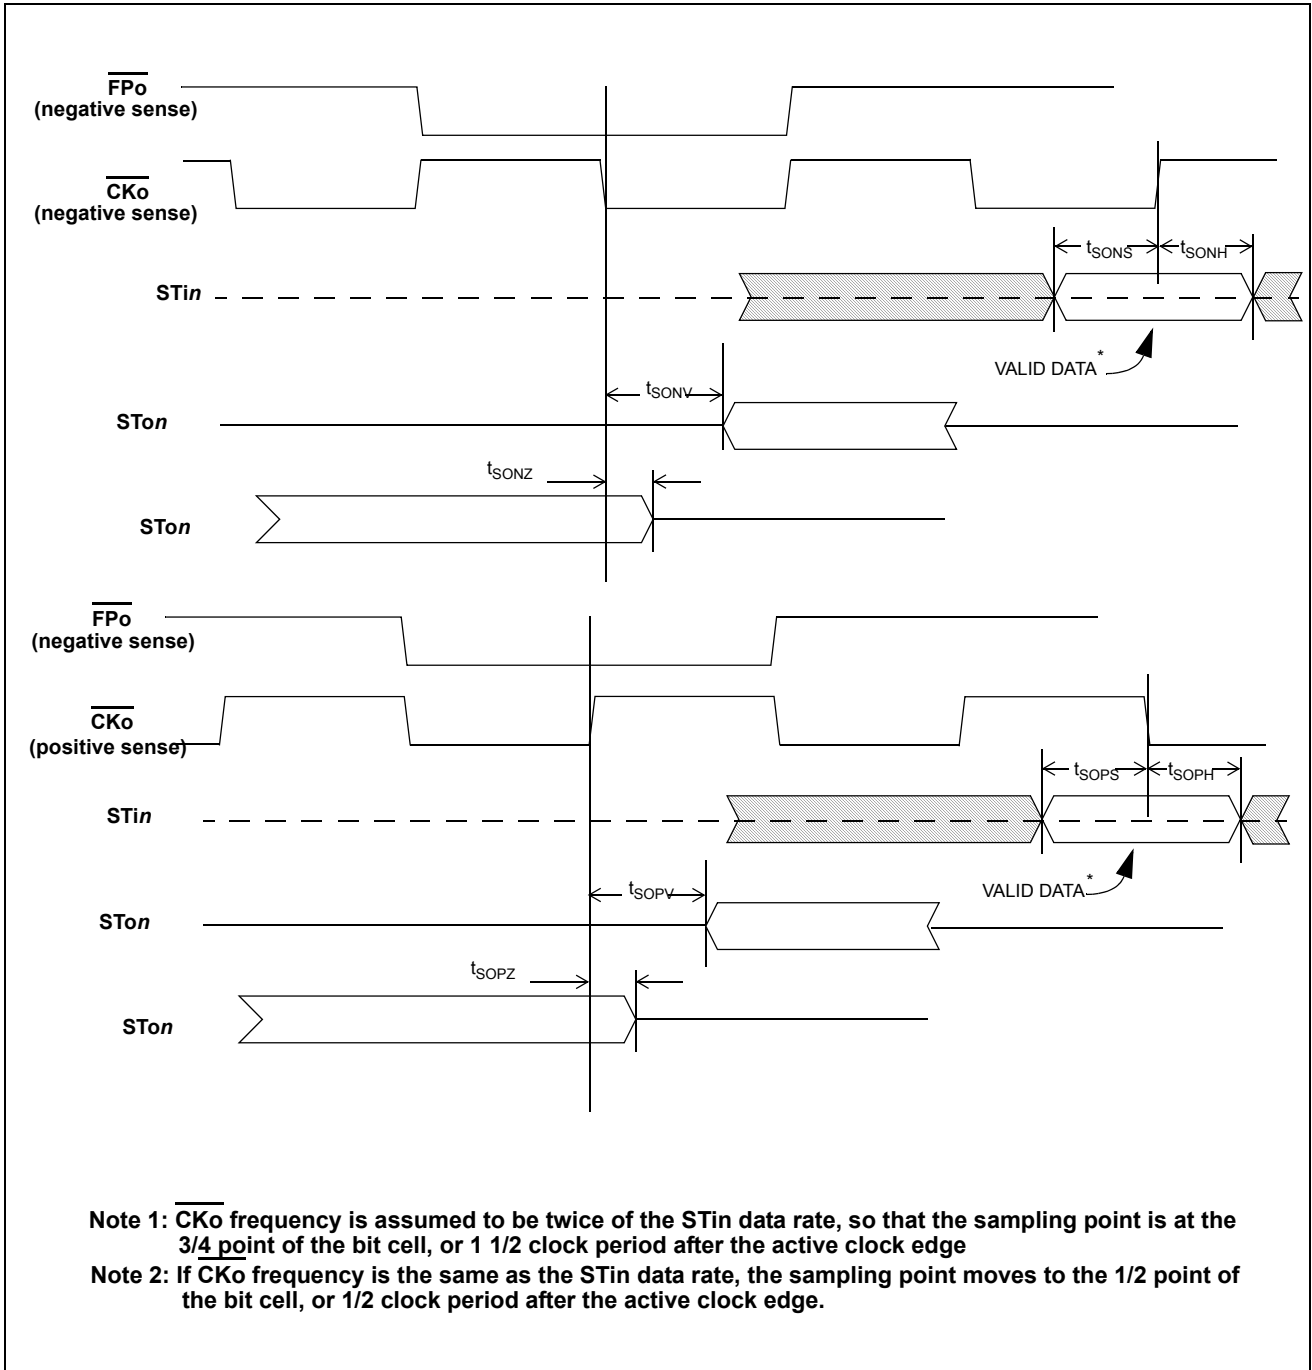 FPo
(negative sense)
CKo
(negative sense)
tSONS
tSONH
STin
VALID DATA*
tSONV
STon
tSONZ
STon
FPo
(negative sense)
CKo
(positive sense)
tSOPS
tSOPH
STin
VALID DATA*
tSOPV
STon
tSOPZ
STon
Note 1: CKo frequency is assumed to be twice of the STin data rate, so that the sampling point is at the
3/4 point of the bit cell, or 1 1/2 clock period after the active clock edge
Note 2: If CKo frequency is the same as the STin data rate, the sampling point moves to the 1/2 point of
the bit cell, or 1/2 clock period after the active clock edge.